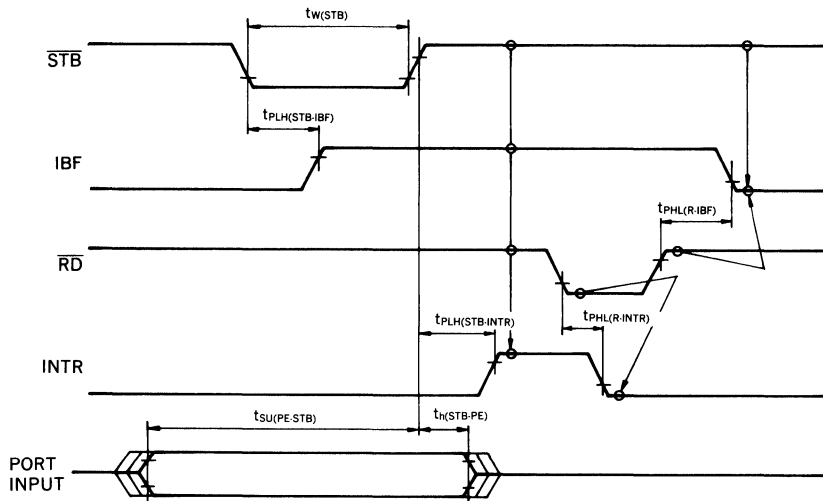 tW(STB)
STB
tPLH(STB-IBF)
IBF
tPHL(R-IBF)
RD
tPLH(STB-INTR)
tPHL(R-INTR)
INTR
tSU(PE-STB)
th(STB-PE)
PORT
INPUT